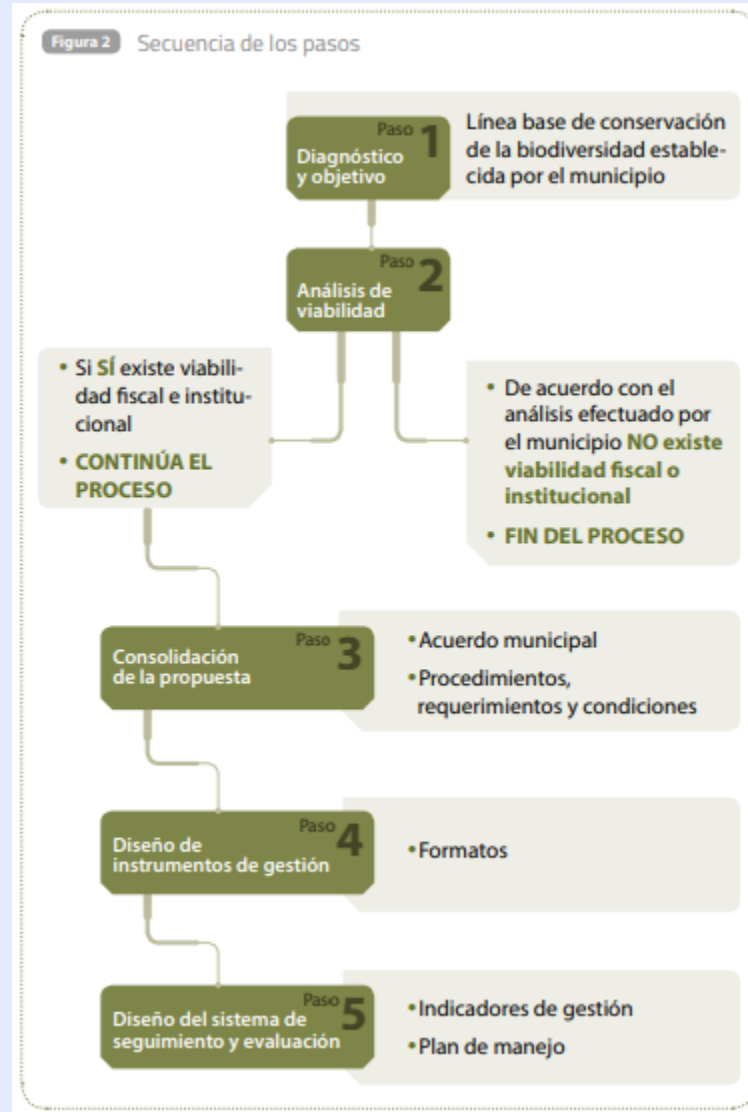 Figura 2 Secuencia de los pasos
Paso 1
Diagnóstico
y objetivo
Línea base de conservación
de la biodiversidad estable-
cida por el municipio
Paso 2
Análisis de
viabilidad
• Si SÍ existe viabili-
dad fiscal e institu-
cional
• CONTINÚA EL
PROCESO
• De acuerdo con el
análisis efectuado por
el municipio NO existe
viabilidad fiscal o
institucional
• FIN DEL PROCESO
Paso 3
Consolidación
de la propuesta
• Acuerdo municipal
• Procedimientos,
requerimientos y condiciones
Paso 4
Diseño de
instrumentos de gestión
• Formatos
Paso 5
Diseño del sistema de
seguimiento y evaluación
• Indicadores de gestión
• Plan de manejo